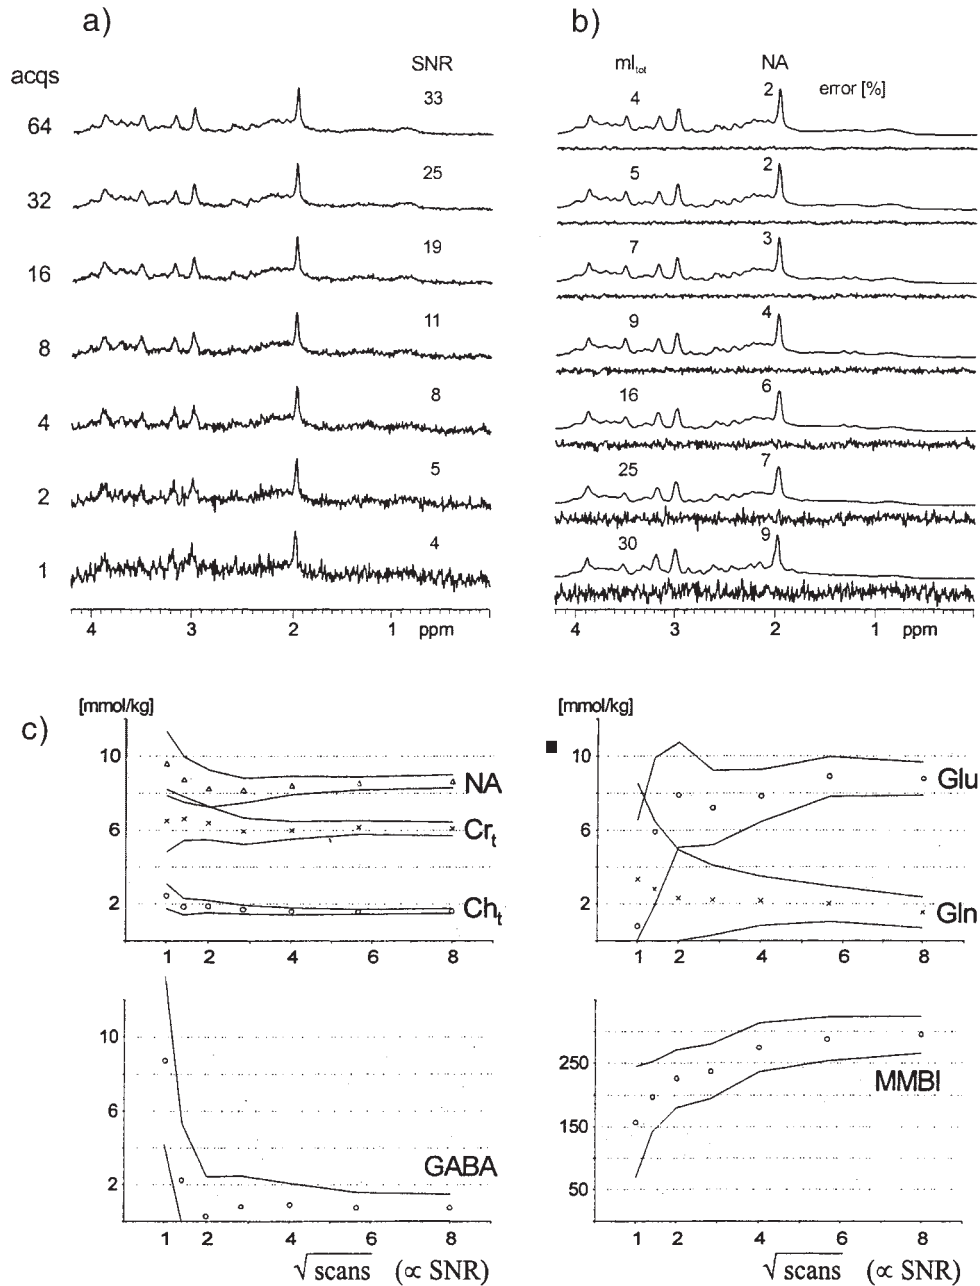 a)
acqs
SNR
64
33
32
25
16
19
8
11
4
8
2
5
1
4
4 3 2 1 ppm
b)
mI_tot NA error [%]
4 2
5 2
7 3
9 4
16 6
25 7
30 9
4 3 2 1 ppm
c)
[mmol/kg]
10
6
2
NA
Cr_t
Ch_t
1 2 4 6 8
[mmol/kg]
10
6
2
Glu
Gln
1 2 4 6 8
10
6
2
GABA
1 2 4 6 8
√scans (∝ SNR)
250
150
50
MMBl
1 2 4 6 8
√scans (∝ SNR)